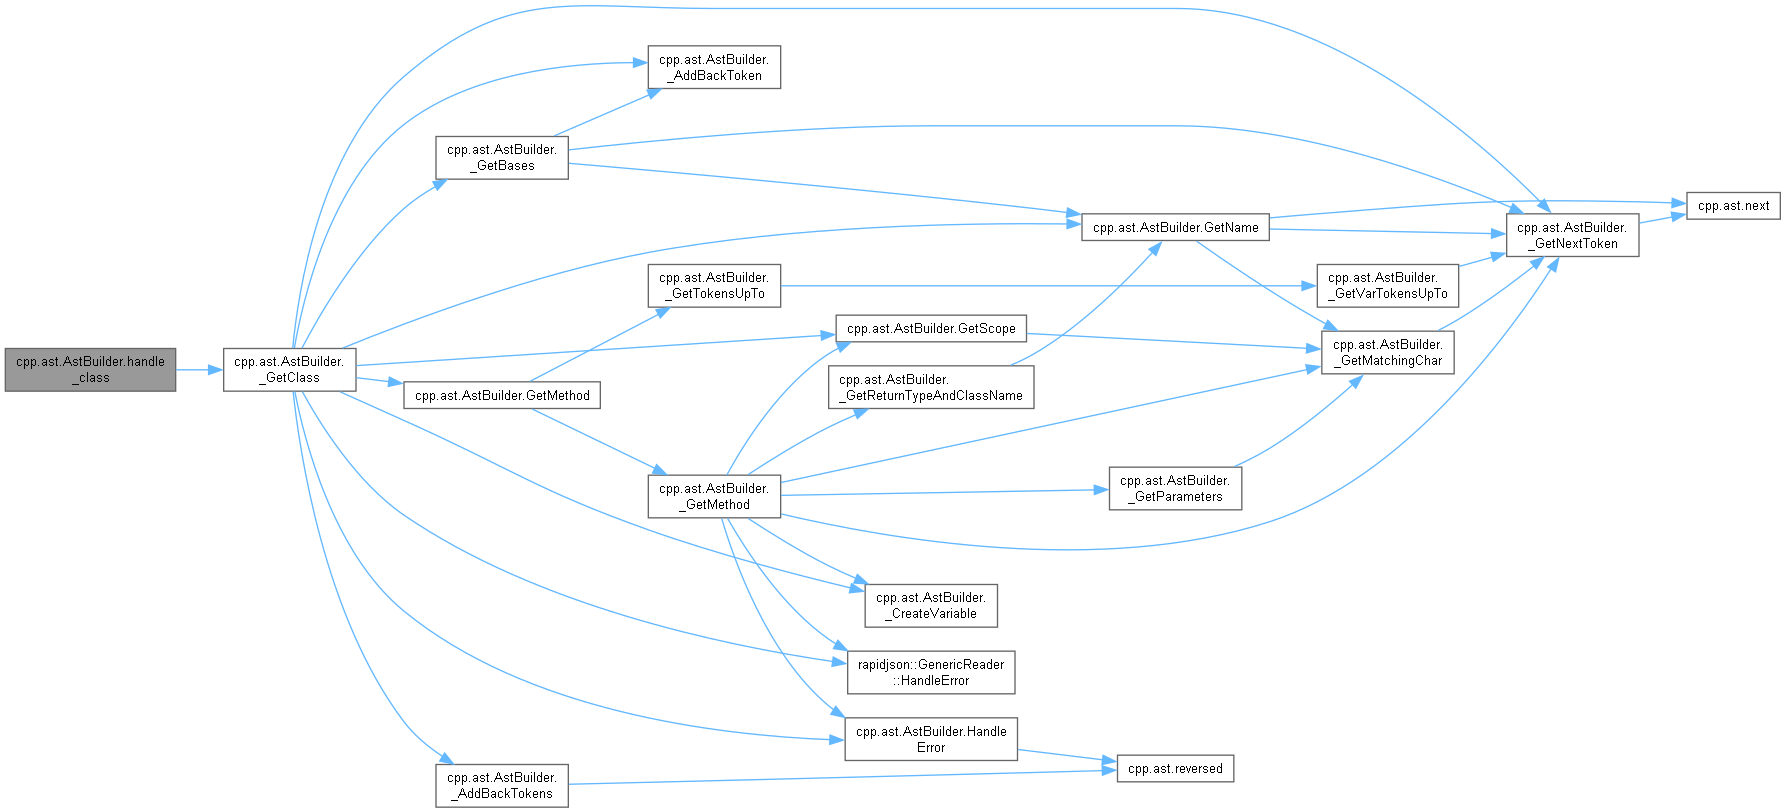 cpp.ast.AstBuilder.
_AddBackToken
cpp.ast.AstBuilder.
_GetBases
cpp.ast.next
cpp.ast.AstBuilder.GetName
cpp.ast.AstBuilder.
_GetNextToken
cpp.ast.AstBuilder.
_GetTokensUpTo
cpp.ast.AstBuilder.
_GetVarTokensUpTo
cpp.ast.AstBuilder.GetScope
cpp.ast.AstBuilder.
_GetMatchingChar
cpp.ast.AstBuilder.handle
_class
cpp.ast.AstBuilder.
_GetClass
cpp.ast.AstBuilder.GetMethod
cpp.ast.AstBuilder.
_GetReturnTypeAndClassName
cpp.ast.AstBuilder.
_GetMethod
cpp.ast.AstBuilder.
_GetParameters
cpp.ast.AstBuilder.
_CreateVariable
rapidjson::GenericReader
::HandleError
cpp.ast.AstBuilder.Handle
Error
cpp.ast.reversed
cpp.ast.AstBuilder.
_AddBackTokens